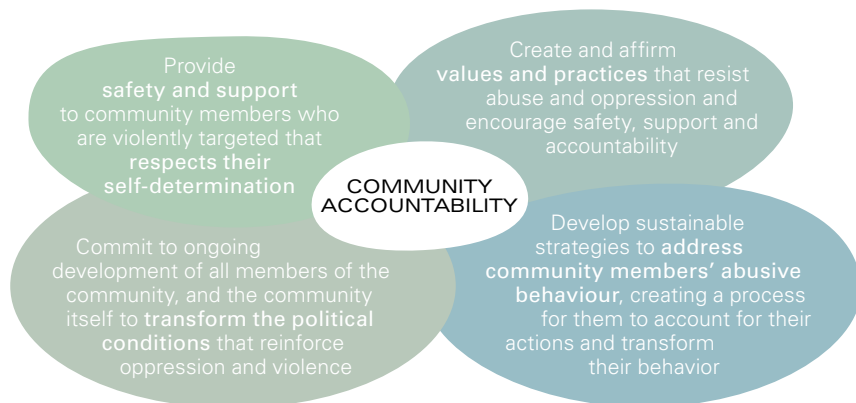 Provide
safety and support
to community members who
are violently targeted that
respects their
self-determination
Create and affirm
values and practices that resist
abuse and oppression and
encourage safety, support and
accountability
COMMUNITY
ACCOUNTABILITY
Commit to ongoing
development of all members of the
community, and the community
itself to transform the political
conditions that reinforce
oppression and violence
Develop sustainable
strategies to address
community members’ abusive
behaviour, creating a process
for them to account for their
actions and transform
their behavior